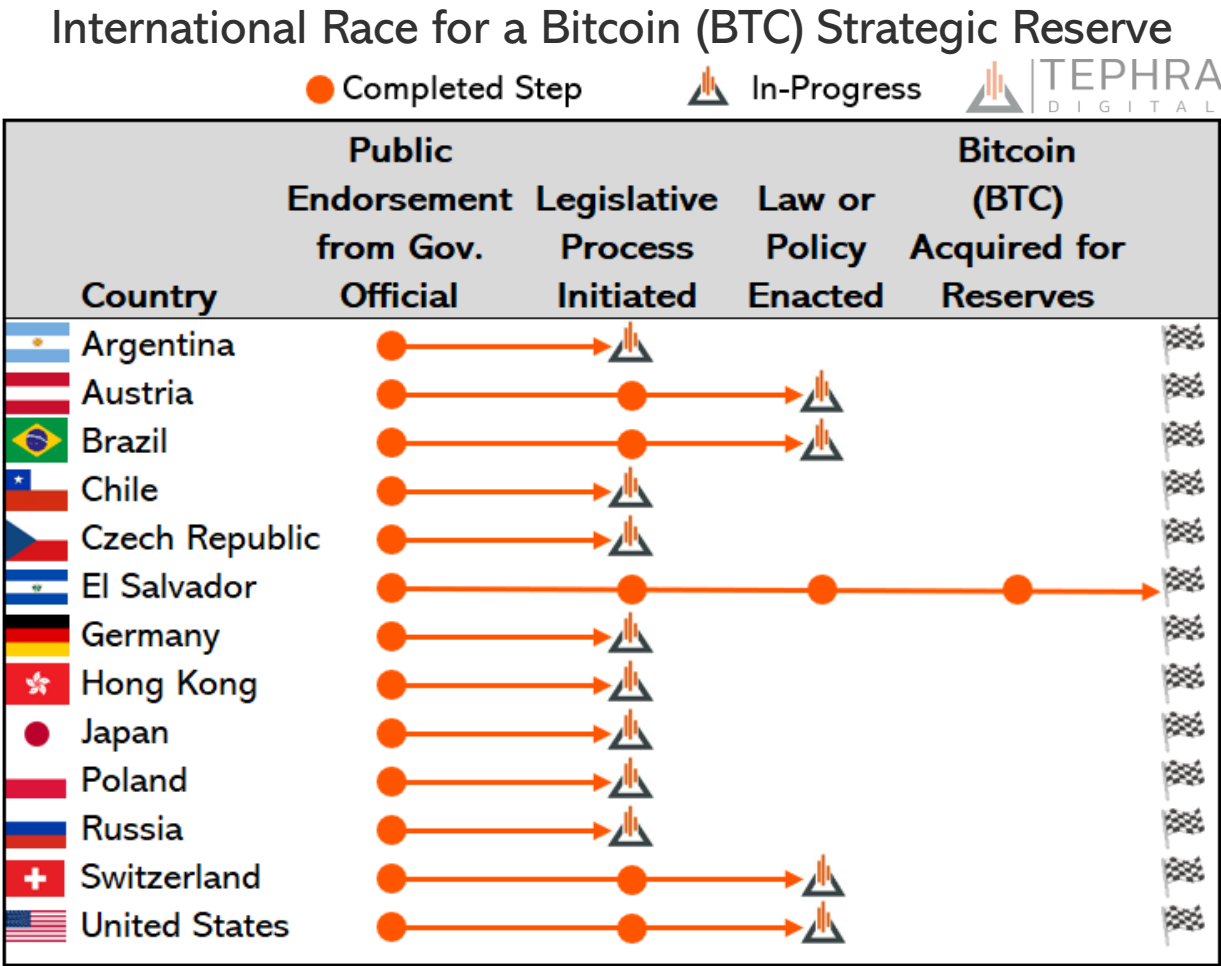 International Race for a Bitcoin (BTC) Strategic Reserve
Completed Step In-Progress TEPHRA
DIGITAL
Public Bitcoin
Endorsement Legislative Law or (BTC)
from Gov. Process Policy Acquired for
Country Official Initiated Enacted Reserves
Argentina
Austria
Brazil
Chile
Czech Republic
El Salvador
Germany
Hong Kong
Japan
Poland
Russia
Switzerland
United States